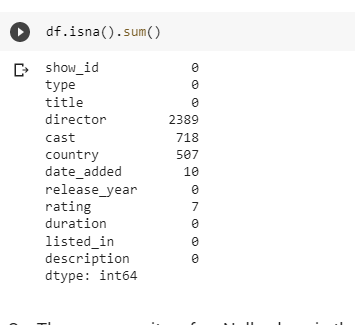 df.isna().sum()
show_id 0
type 0
title 0
director 2389
cast 718
country 507
date_added 10
release_year 0
rating 7
duration 0
listed_in 0
description 0
dtype: int64